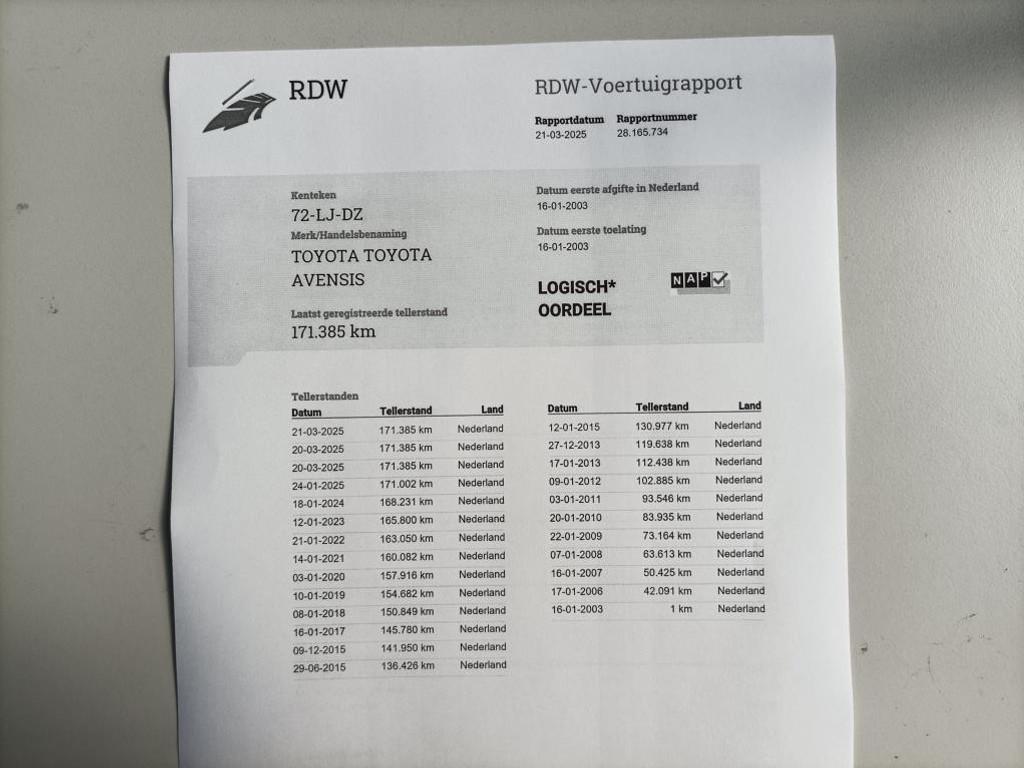 RDW
RDW-Voertuigrapport
Rapportdatum Rapportnummer
21-03-2025 28.165.734
Kenteken
72-LJ-DZ
Merk/Handelsbenaming
TOYOTA TOYOTA
AVENSIS
Laatst geregistreerde tellerstand
171.385 km
Datum eerste afgifte in Nederland
16-01-2003
Datum eerste toelating
16-01-2003
LOGISCH*
OORDEEL
NAP
Tellerstanden
Datum Tellerstand Land
21-03-2025 171.385 km Nederland
20-03-2025 171.385 km Nederland
20-03-2025 171.385 km Nederland
24-01-2025 171.002 km Nederland
18-01-2024 168.231 km Nederland
12-01-2023 165.800 km Nederland
21-01-2022 163.050 km Nederland
14-01-2021 160.082 km Nederland
03-01-2020 157.916 km Nederland
10-01-2019 154.682 km Nederland
08-01-2018 150.849 km Nederland
16-01-2017 145.780 km Nederland
09-12-2015 141.950 km Nederland
29-06-2015 136.426 km Nederland
Datum Tellerstand Land
12-01-2015 130.977 km Nederland
27-12-2013 119.638 km Nederland
17-01-2013 112.438 km Nederland
09-01-2012 102.885 km Nederland
03-01-2011 93.546 km Nederland
20-01-2010 83.935 km Nederland
22-01-2009 73.164 km Nederland
07-01-2008 63.613 km Nederland
16-01-2007 50.425 km Nederland
17-01-2006 42.091 km Nederland
16-01-2003 1 km Nederland